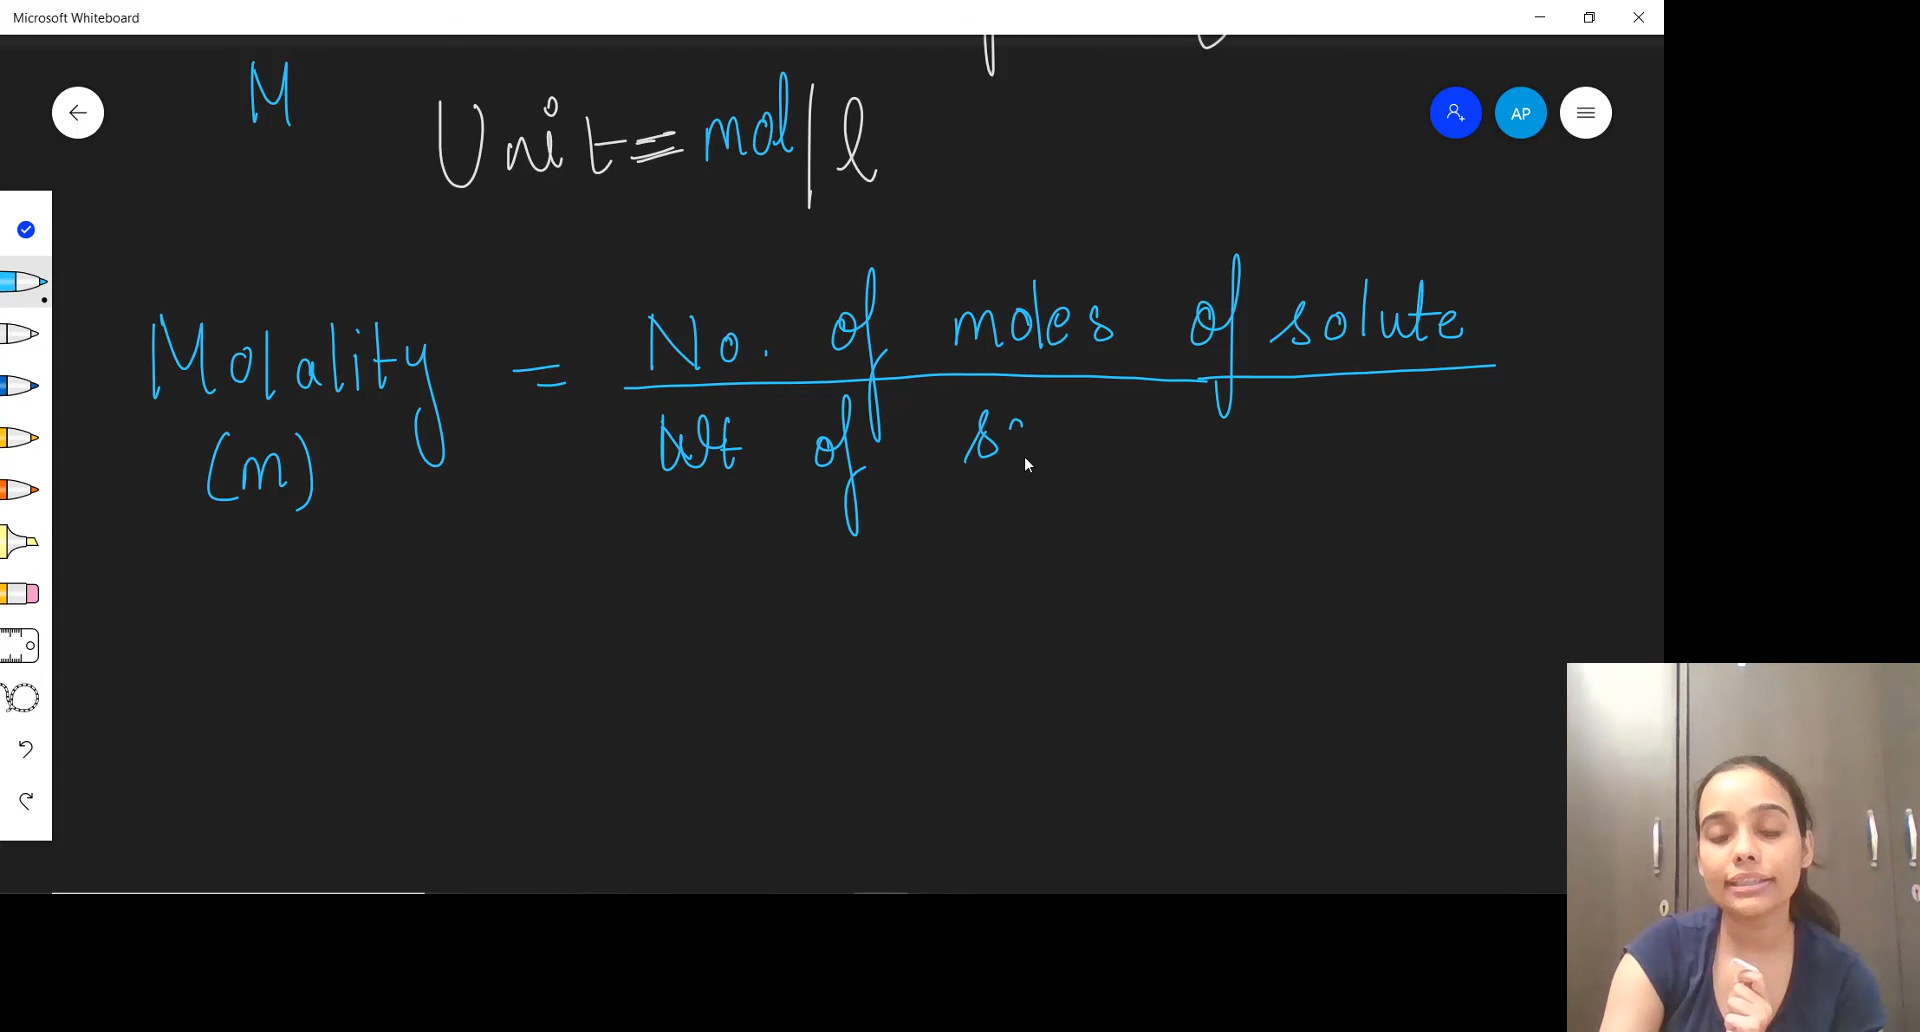 Microsoft Whiteboard
M
Unit = mol/l
AP
Molality = No. of moles of solute
(m)
Wt of s